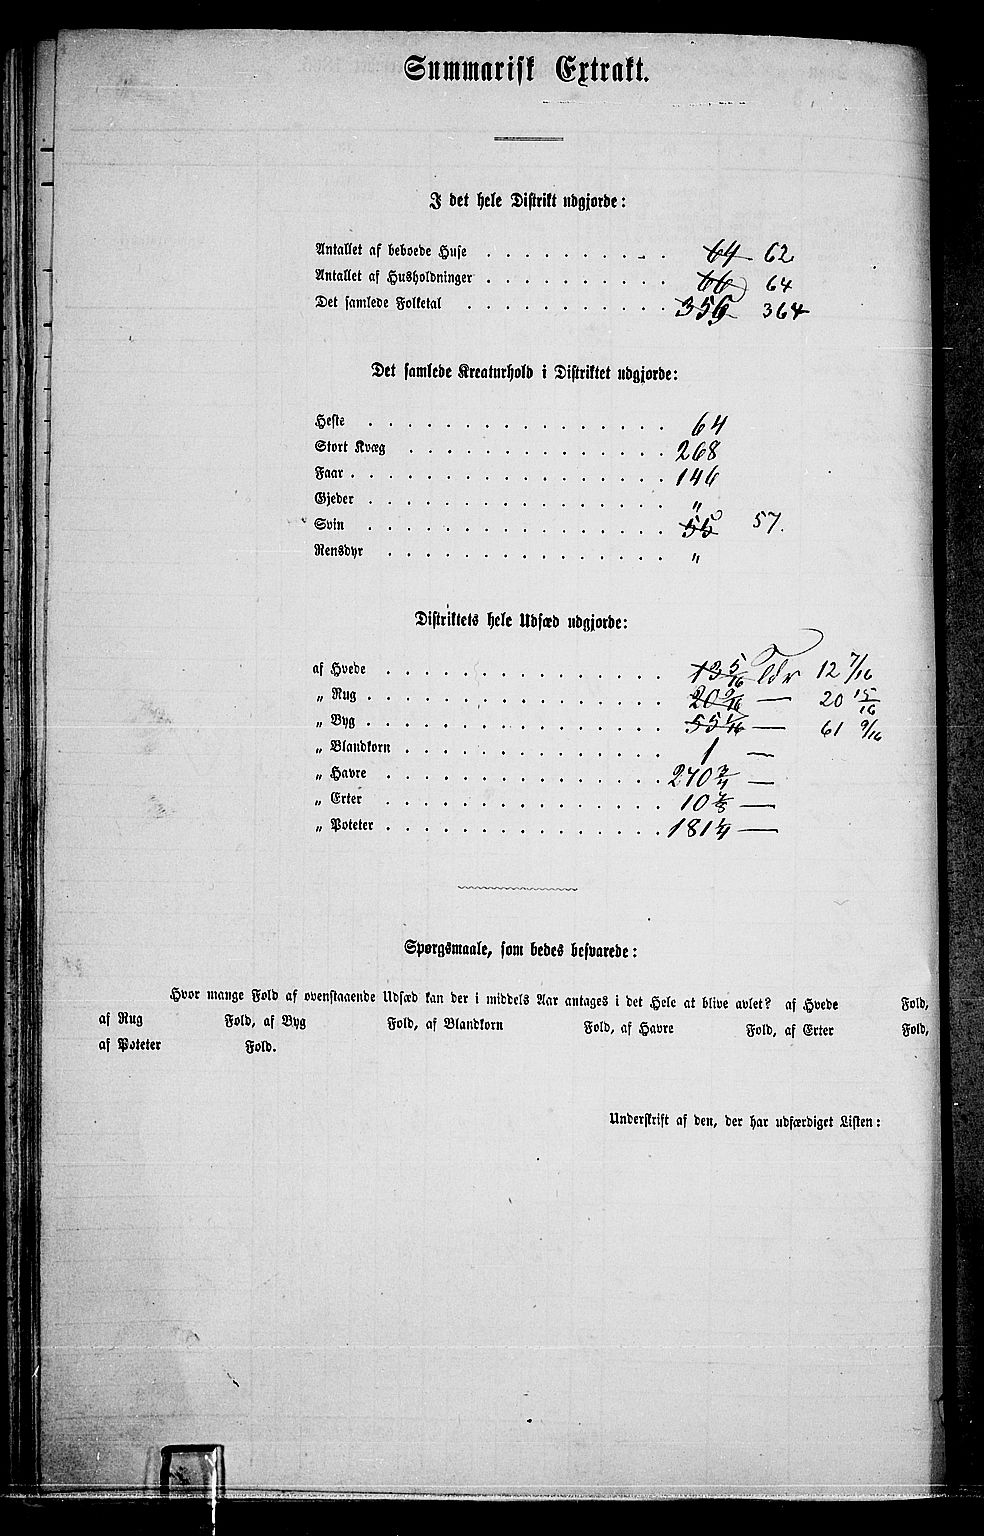 Summarisk Extrakt.
I det hele Distrikt udgjorde:
Antallet af beboede Huse . . . . . . . . . . 64 62
Antallet af Husholdninger . . . . . . . . . . 66 64
Det samlede Folketal . . . . . . . . . . . 364
Det samlede Kreaturhold i Distriktet udgjorde:
Heste . . . . . . . . . . . . . . . . 64
Stort Kvæg . . . . . . . . . . . . . . 268
Faar . . . . . . . . . . . . . . . . . 146
Gjeder . . . . . . . . . . . . . . . . "
Svin . . . . . . . . . . . . . . . . 55 57.
Rensdyr . . . . . . . . . . . . . . . "
Distriktets hele Udsæd udgjorde:
af Hvede . . . . . . . . . . . . . . . 13 5/16 Tdr 12 7/16
„ Rug . . . . . . . . . . . . . . . . 20 9/16 — 20 15/16
„ Byg . . . . . . . . . . . . . . . . 55 1/16 — 61 9/16
„ Blandkorn . . . . . . . . . . . . . 1 —
„ Havre . . . . . . . . . . . . . . . 270 3/4 —
„ Erter . . . . . . . . . . . . . . . 10 7/8 —
„ Poteter . . . . . . . . . . . . . . 181 1/4 —
Spørgsmaale, som bedes besvarede:
Hvor mange Fold af ovenstaaende Udsæd kan der i middels Aar antages i det Hele at blive avlet? af Hvede Fold,
af Rug Fold, af Byg Fold, af Blandkorn Fold, af Havre Fold, af Erter Fold,
af Poteter Fold.
Underskrift af den, der har udfærdiget Listen: